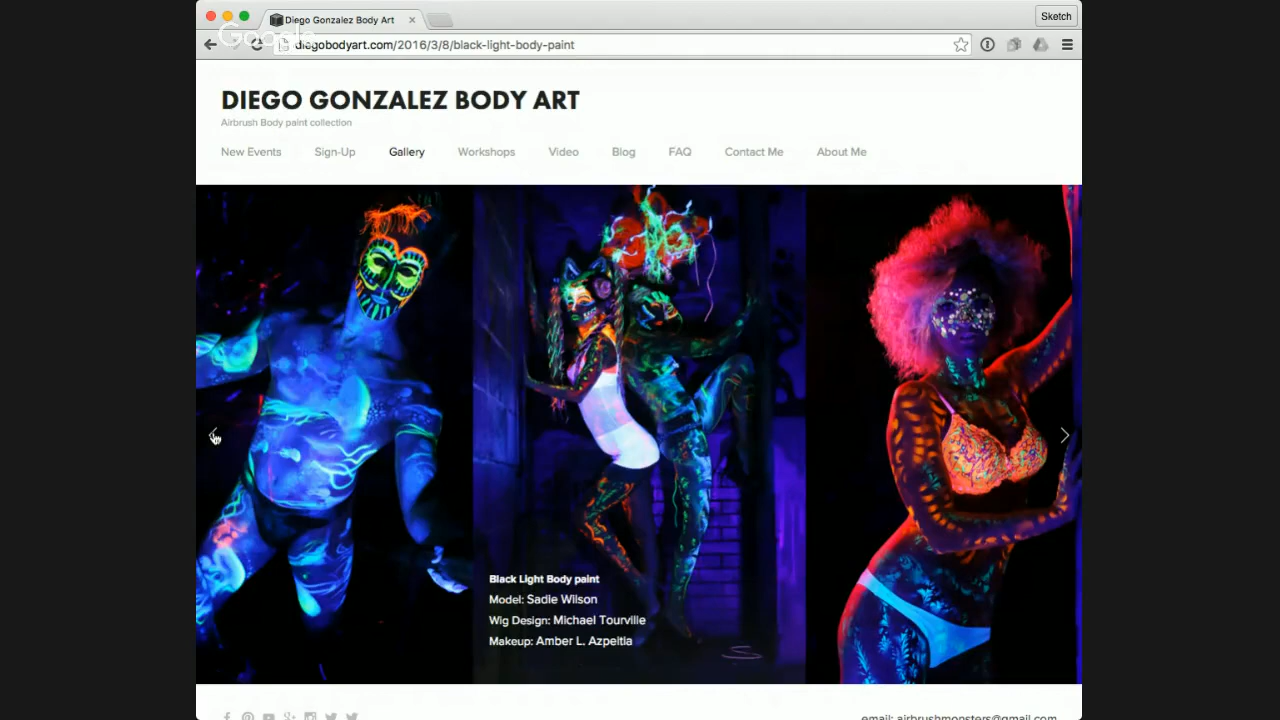 Diego Gonzalez Body Art
Sketch
Google
diegobodyart.com/2016/3/8/black-light-body-paint
DIEGO GONZALEZ BODY ART
Airbrush Body paint collection
New Events Sign-Up Gallery Workshops Video Blog FAQ Contact Me About Me
Black Light Body paint
Model: Sadie Wilson
Wig Design: Michael Tourville
Makeup: Amber L. Azpeitia
email: airbrushmonsters@gmail.com